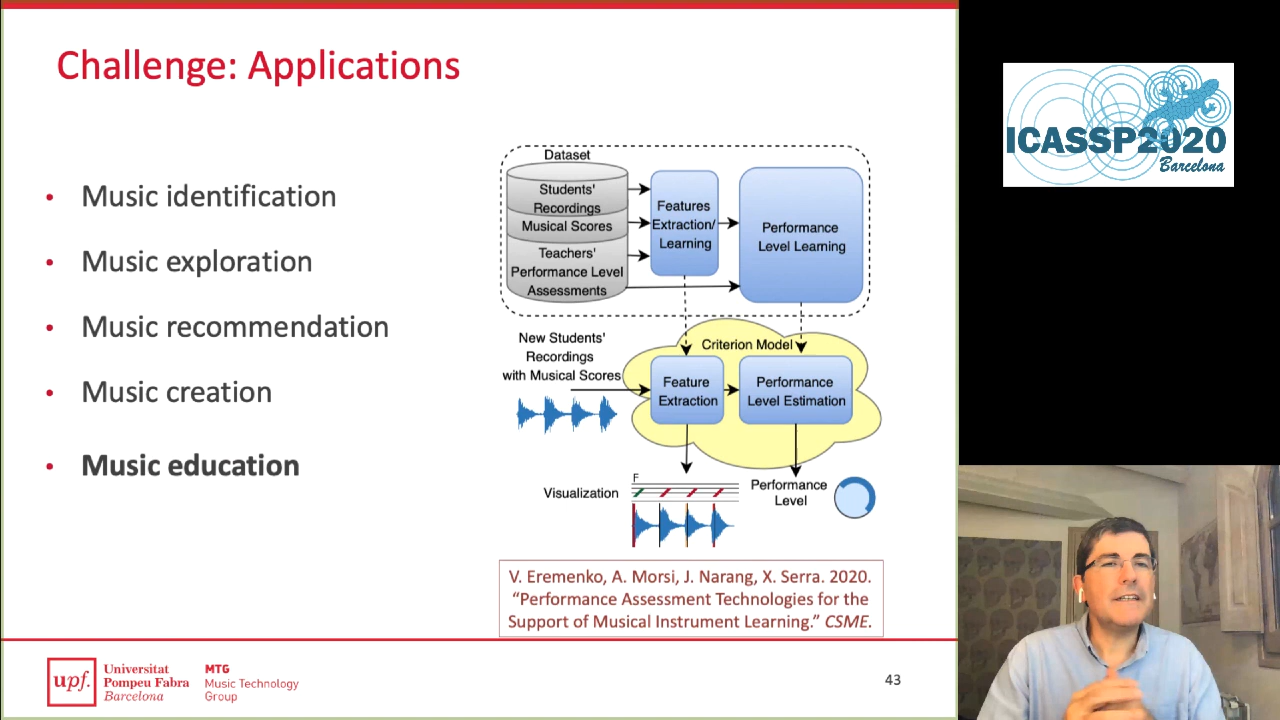 Challenge: Applications
• Music identification
• Music exploration
• Music recommendation
• Music creation
• Music education
Dataset
Students'
Recordings
Musical Scores
Teachers'
Performance Level
Assessments
Features
Extraction/
Learning
Performance
Level Learning
New Students'
Recordings
with Musical Scores
Criterion Model
Feature
Extraction
Performance
Level Estimation
Visualization
F
Performance
Level
V. Eremenko, A. Morsi, J. Narang, X. Serra. 2020.
“Performance Assessment Technologies for the
Support of Musical Instrument Learning.” CSME.
upf.
Universitat
Pompeu Fabra
Barcelona
MTG
Music Technology
Group
43
ICASSP2020
Barcelona